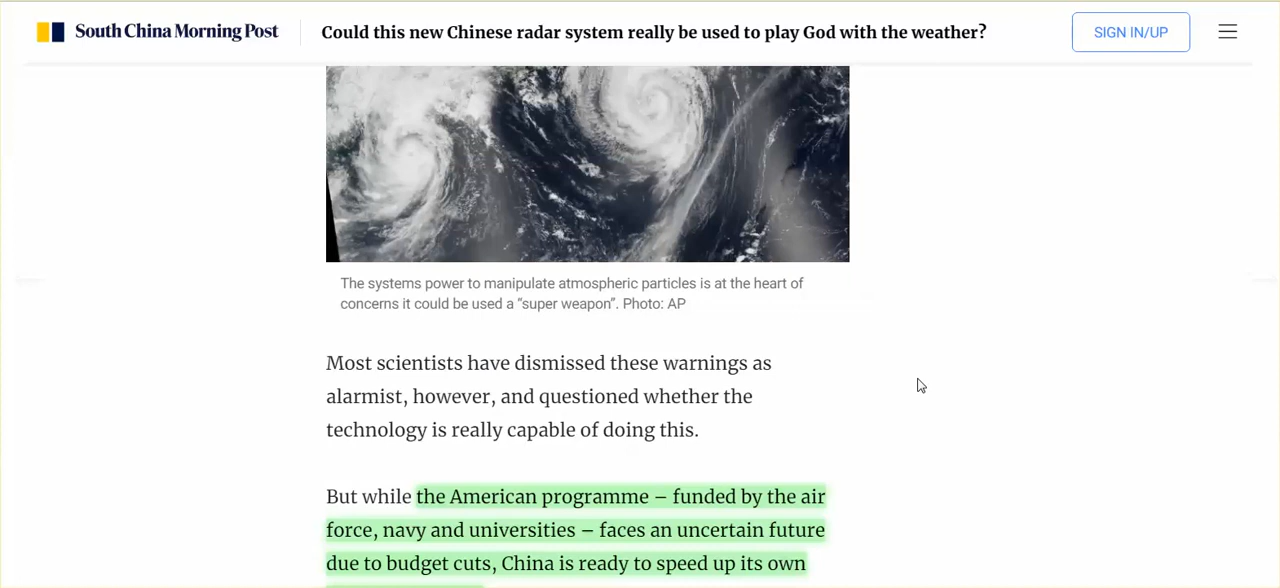 South China Morning Post
Could this new Chinese radar system really be used to play God with the weather?
SIGN IN/UP
The systems power to manipulate atmospheric particles is at the heart of
concerns it could be used a “super weapon”. Photo: AP
Most scientists have dismissed these warnings as
alarmist, however, and questioned whether the
technology is really capable of doing this.
But while the American programme – funded by the air
force, navy and universities – faces an uncertain future
due to budget cuts, China is ready to speed up its own